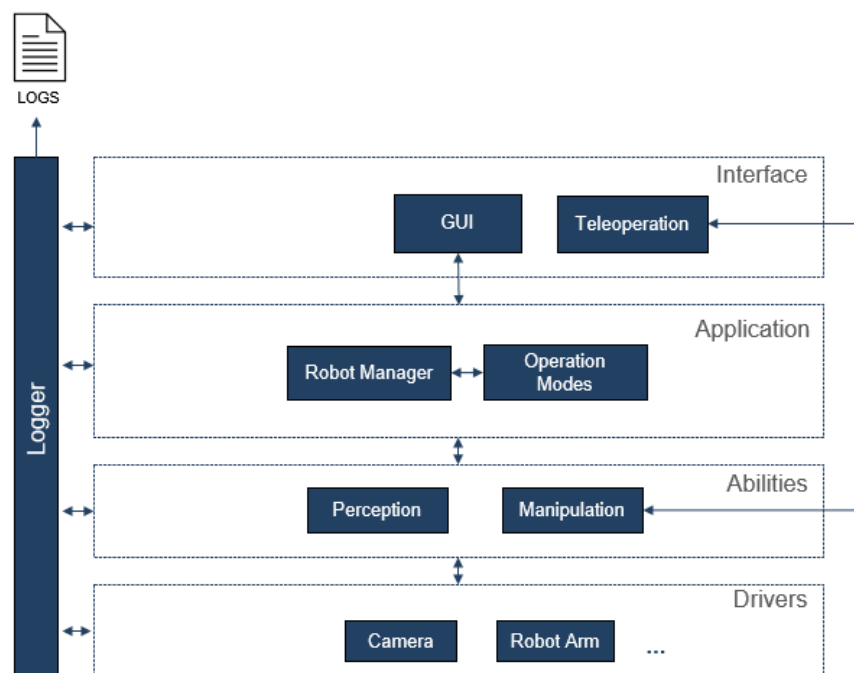 LOGS
Interface
GUI
Teleoperation
Application
Robot Manager
Operation
Modes
Logger
Abilities
Perception
Manipulation
Drivers
Camera
Robot Arm
...